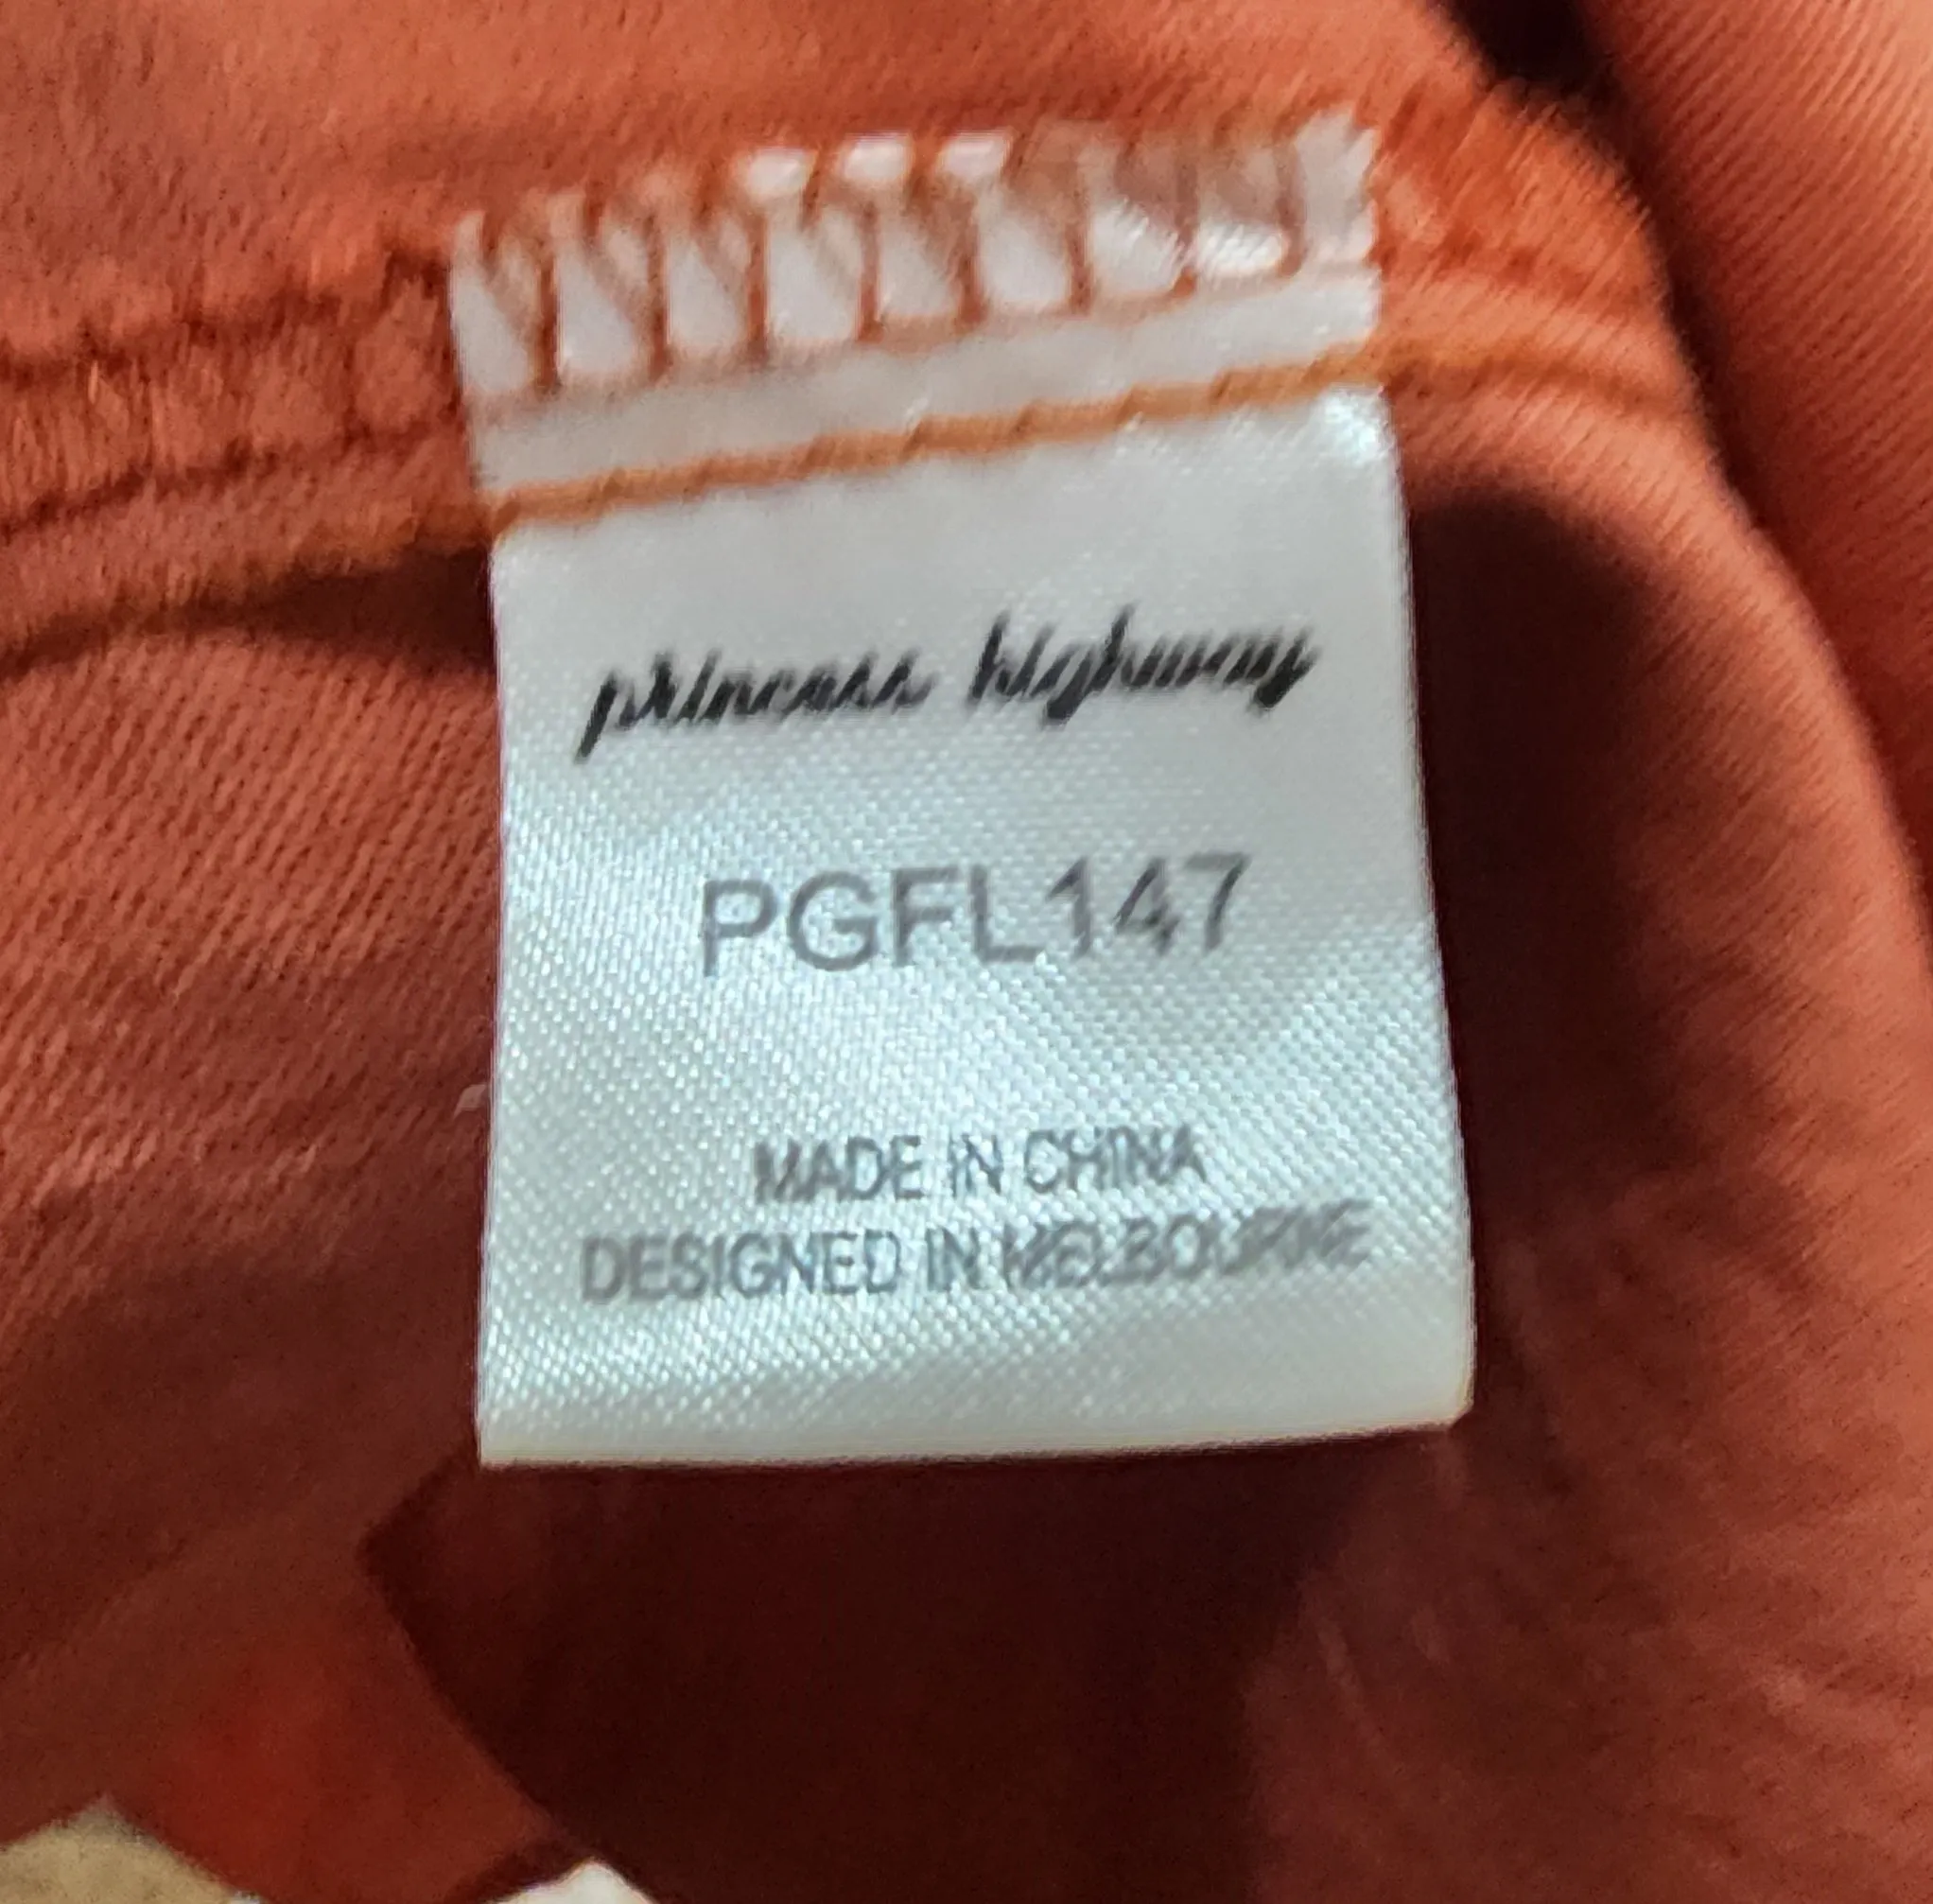 princess highway
PGFL147
MADE IN CHINA
DESIGNED IN MELBOURNE